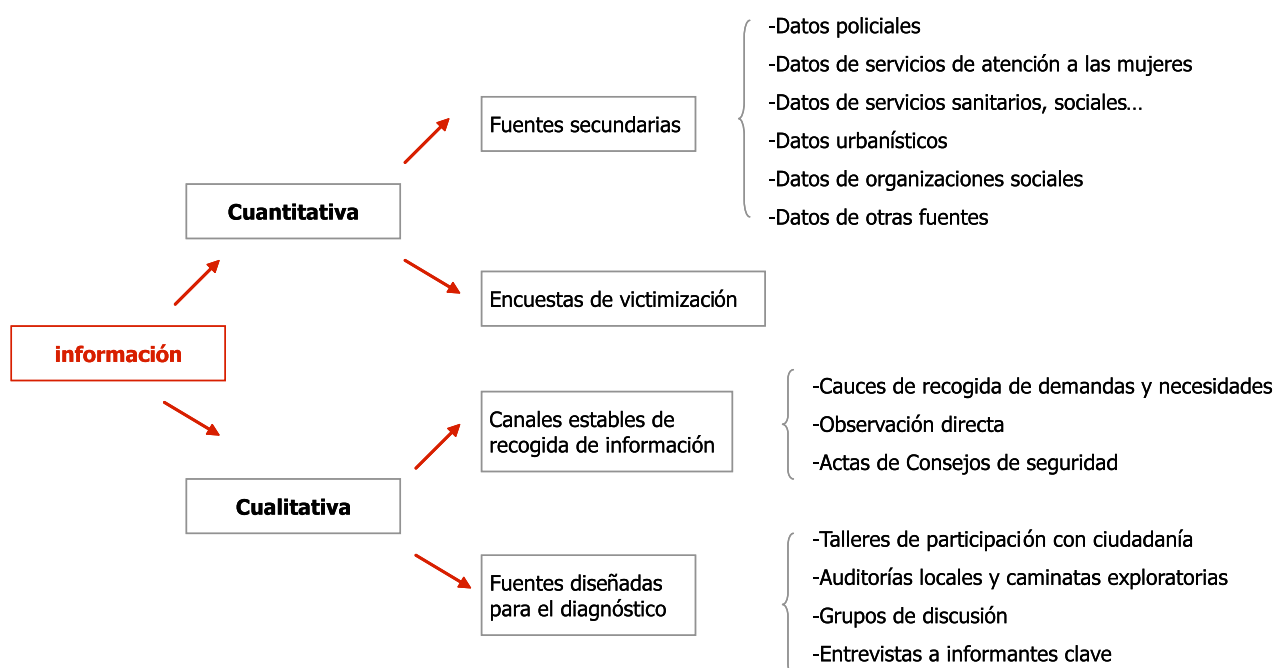 -Datos policiales
-Datos de servicios de atención a las mujeres
-Datos de servicios sanitarios, sociales...
-Datos urbanísticos
-Datos de organizaciones sociales
-Datos de otras fuentes
Fuentes secundarias
Cuantitativa
Encuestas de victimización
información
Canales estables de
recogida de información
-Cauces de recogida de demandas y necesidades
-Observación directa
-Actas de Consejos de seguridad
Cualitativa
Fuentes diseñadas
para el diagnóstico
-Talleres de participación con ciudadanía
-Auditorías locales y caminatas exploratorias
-Grupos de discusión
-Entrevistas a informantes clave